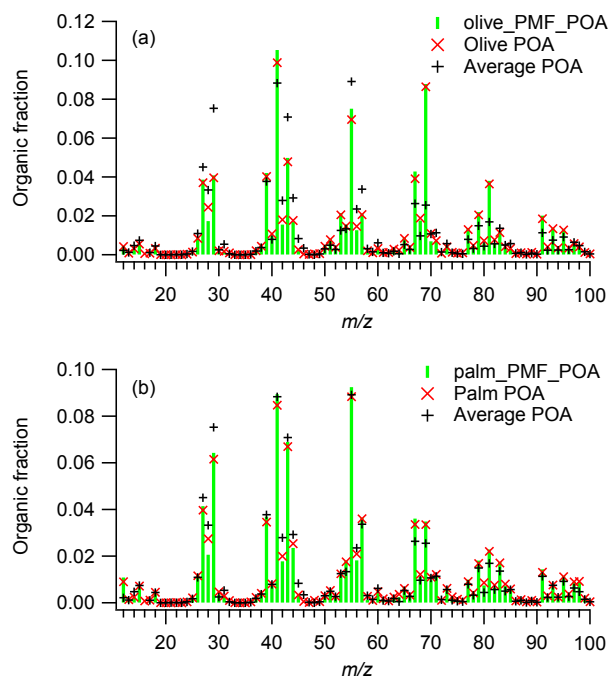 (a)
olive_PMF_POA
Olive POA
Average POA
Organic fraction
0.12
0.10
0.08
0.06
0.04
0.02
0.00
20 30 40 50 60 70 80 90 100
m/z
(b)
palm_PMF_POA
Palm POA
Average POA
Organic fraction
0.10
0.08
0.06
0.04
0.02
0.00
20 30 40 50 60 70 80 90 100
m/z